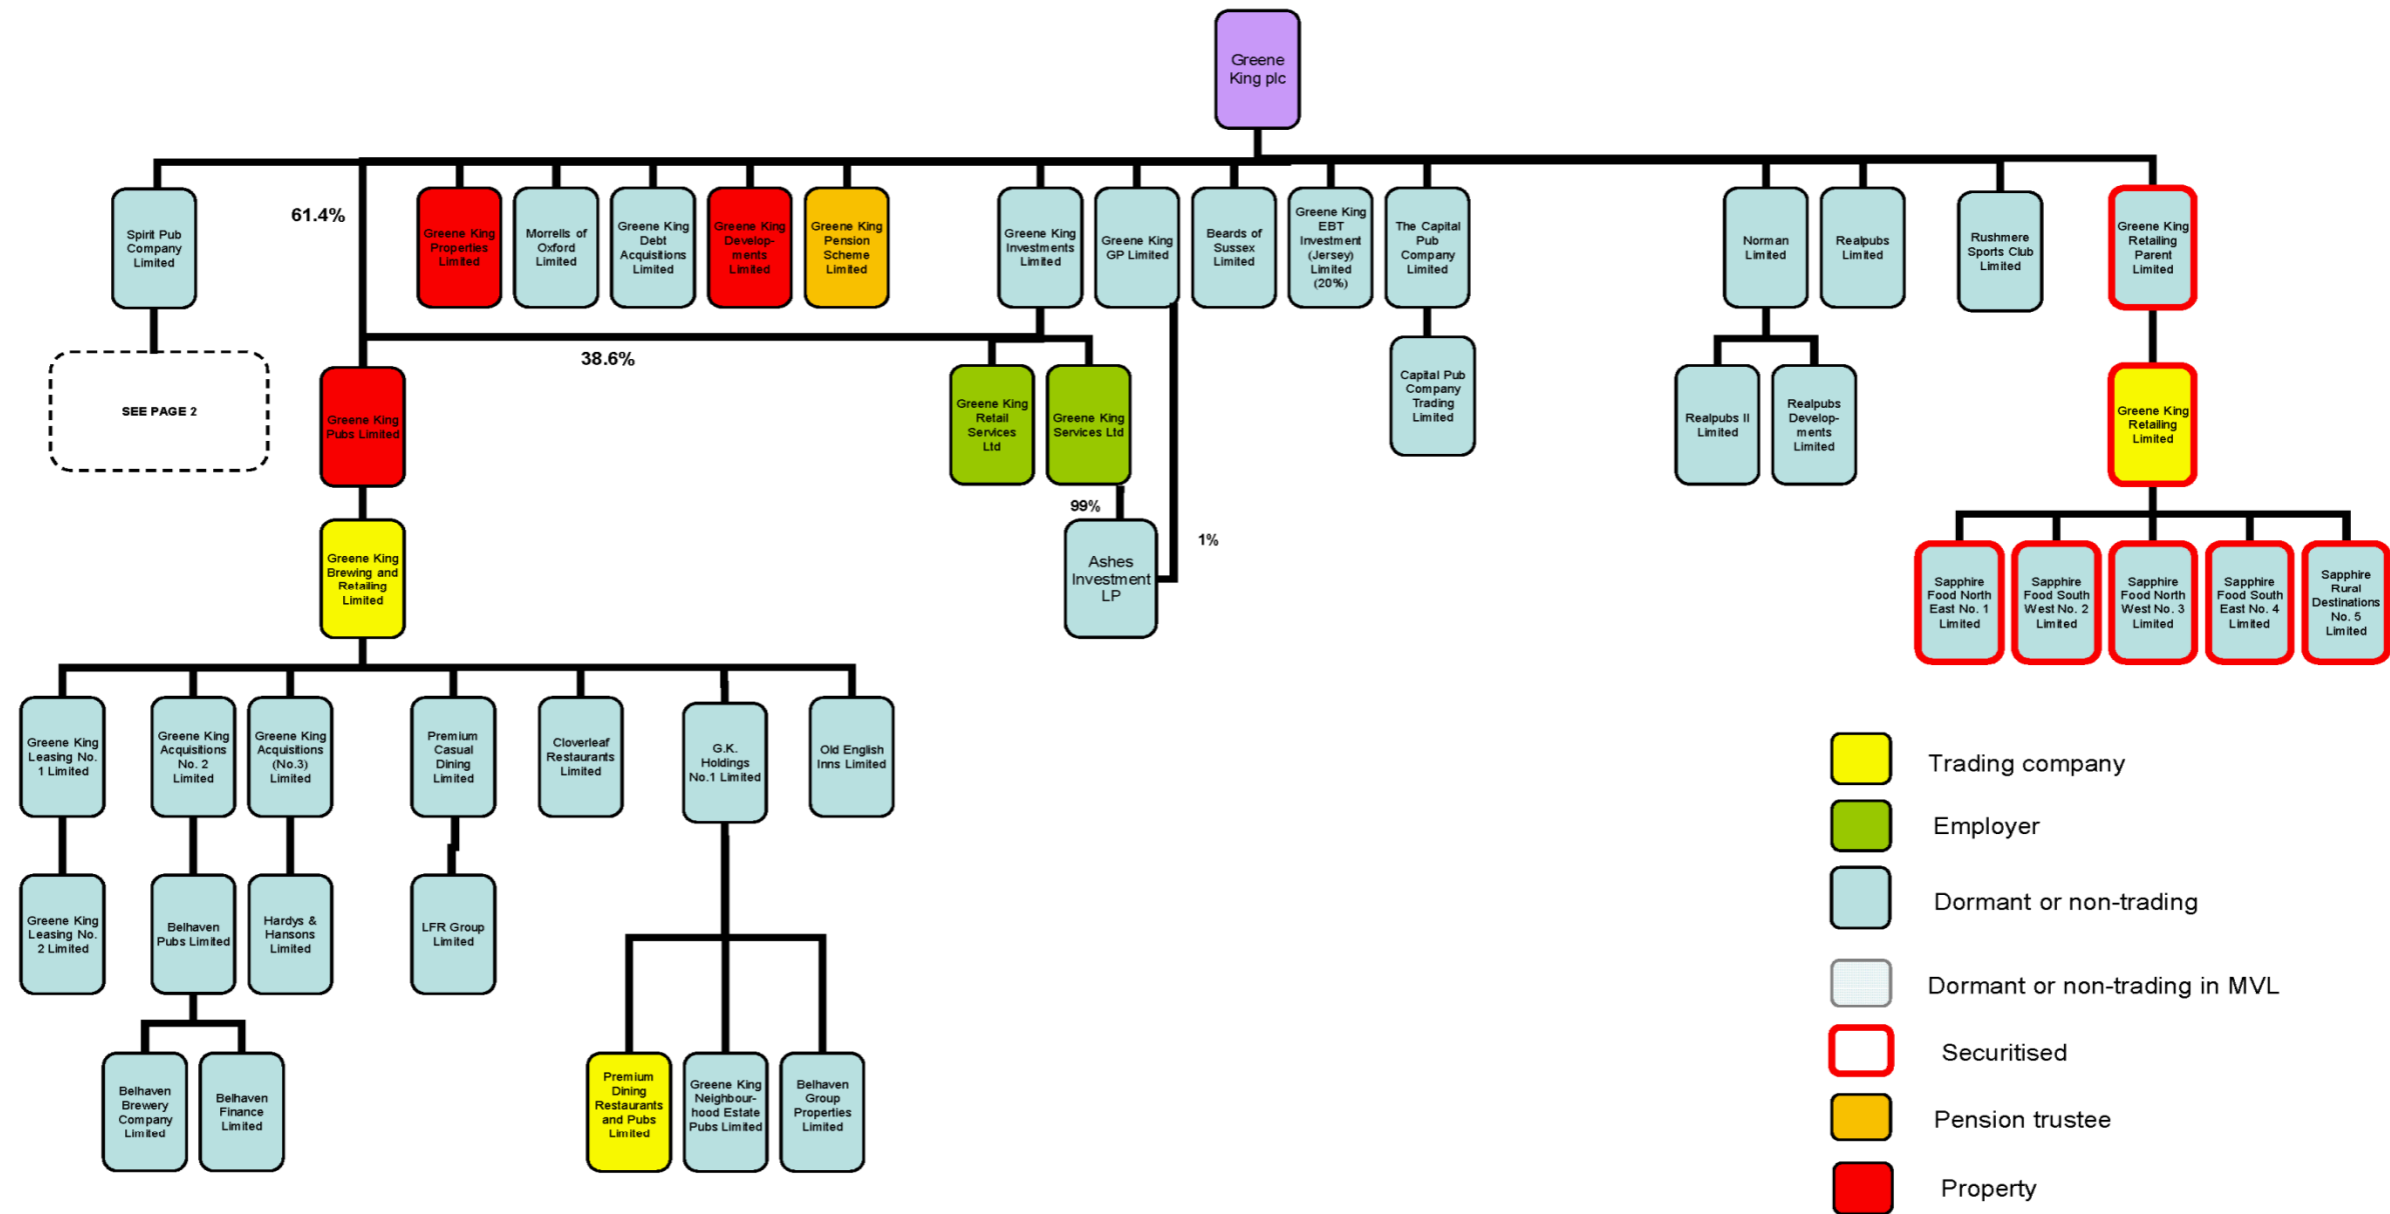 Greene
King plc
61.4%
Spirit Pub
Company
Limited
Greene King
Properties
Limited
Morrells of
Oxford
Limited
Greene King
Debt
Acquisitions
Limited
Greene King
Develop-
ments
Limited
Greene King
Pension
Scheme
Limited
Greene King
Investments
Limited
Greene King
GP Limited
Beards of
Sussex
Limited
Greene King
EBT
Investment
(Jersey)
Limited
(20%)
The Capital
Pub
Company
Limited
Norman
Limited
Realpubs
Limited
Rushmere
Sports Club
Limited
Greene King
Retailing
Parent
Limited
38.6%
SEE PAGE 2
Greene King
Pubs Limited
Greene King
Retail
Services
Ltd
Greene King
Services Ltd
Capital Pub
Company
Trading
Limited
Realpubs II
Limited
Realpubs
Develop-
ments
Limited
Greene King
Retailing
Limited
99%
1%
Greene King
Brewing and
Retailing
Limited
Ashes
Investment
LP
Sapphire
Food North
East No. 1
Limited
Sapphire
Food South
West No. 2
Limited
Sapphire
Food North
West No. 3
Limited
Sapphire
Food South
East No. 4
Limited
Sapphire
Rural
Destinations
No. 5
Limited
Greene King
Leasing No.
1 Limited
Greene King
Acquisitions
No. 2
Limited
Greene King
Acquisitions
(No.3)
Limited
Premium
Casual
Dining
Limited
Cloverleaf
Restaurants
Limited
G.K.
Holdings
No.1 Limited
Old English
Inns Limited
Greene King
Leasing No.
2 Limited
Belhaven
Pubs Limited
Hardys &
Hansons
Limited
LFR Group
Limited
Belhaven
Brewery
Company
Limited
Belhaven
Finance
Limited
Premium
Dining
Restaurants
and Pubs
Limited
Greene King
Neighbour-
hood Estate
Pubs Limited
Belhaven
Group
Properties
Limited
Trading company
Employer
Dormant or non-trading
Dormant or non-trading in MVL
Securitised
Pension trustee
Property